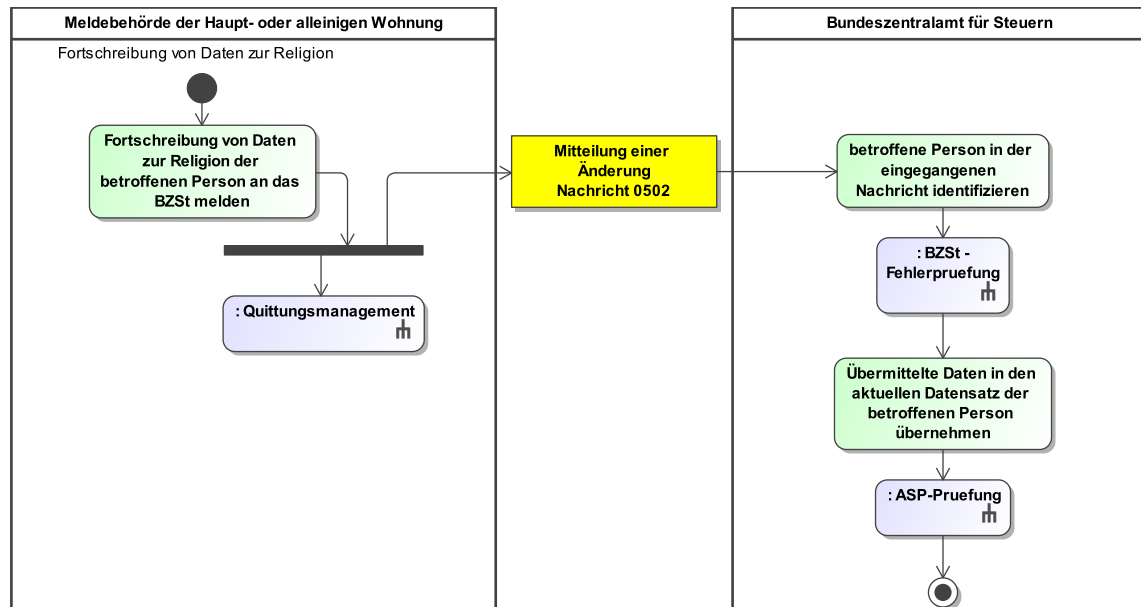 Meldebehörde der Haupt- oder alleinigen Wohnung
Bundeszentralamt für Steuern
Fortschreibung von Daten zur Religion
Fortschreibung von Daten
zur Religion der
betroffenen Person an das
BZSt melden
: Quittungsmanagement
Mitteilung einer
Änderung
Nachricht 0502
betroffene Person in der
eingegangenen
Nachricht identifizieren
: BZSt -
Fehlerpruefung
Übermittelte Daten in den
aktuellen Datensatz der
betroffenen Person
übernehmen
: ASP-Pruefung